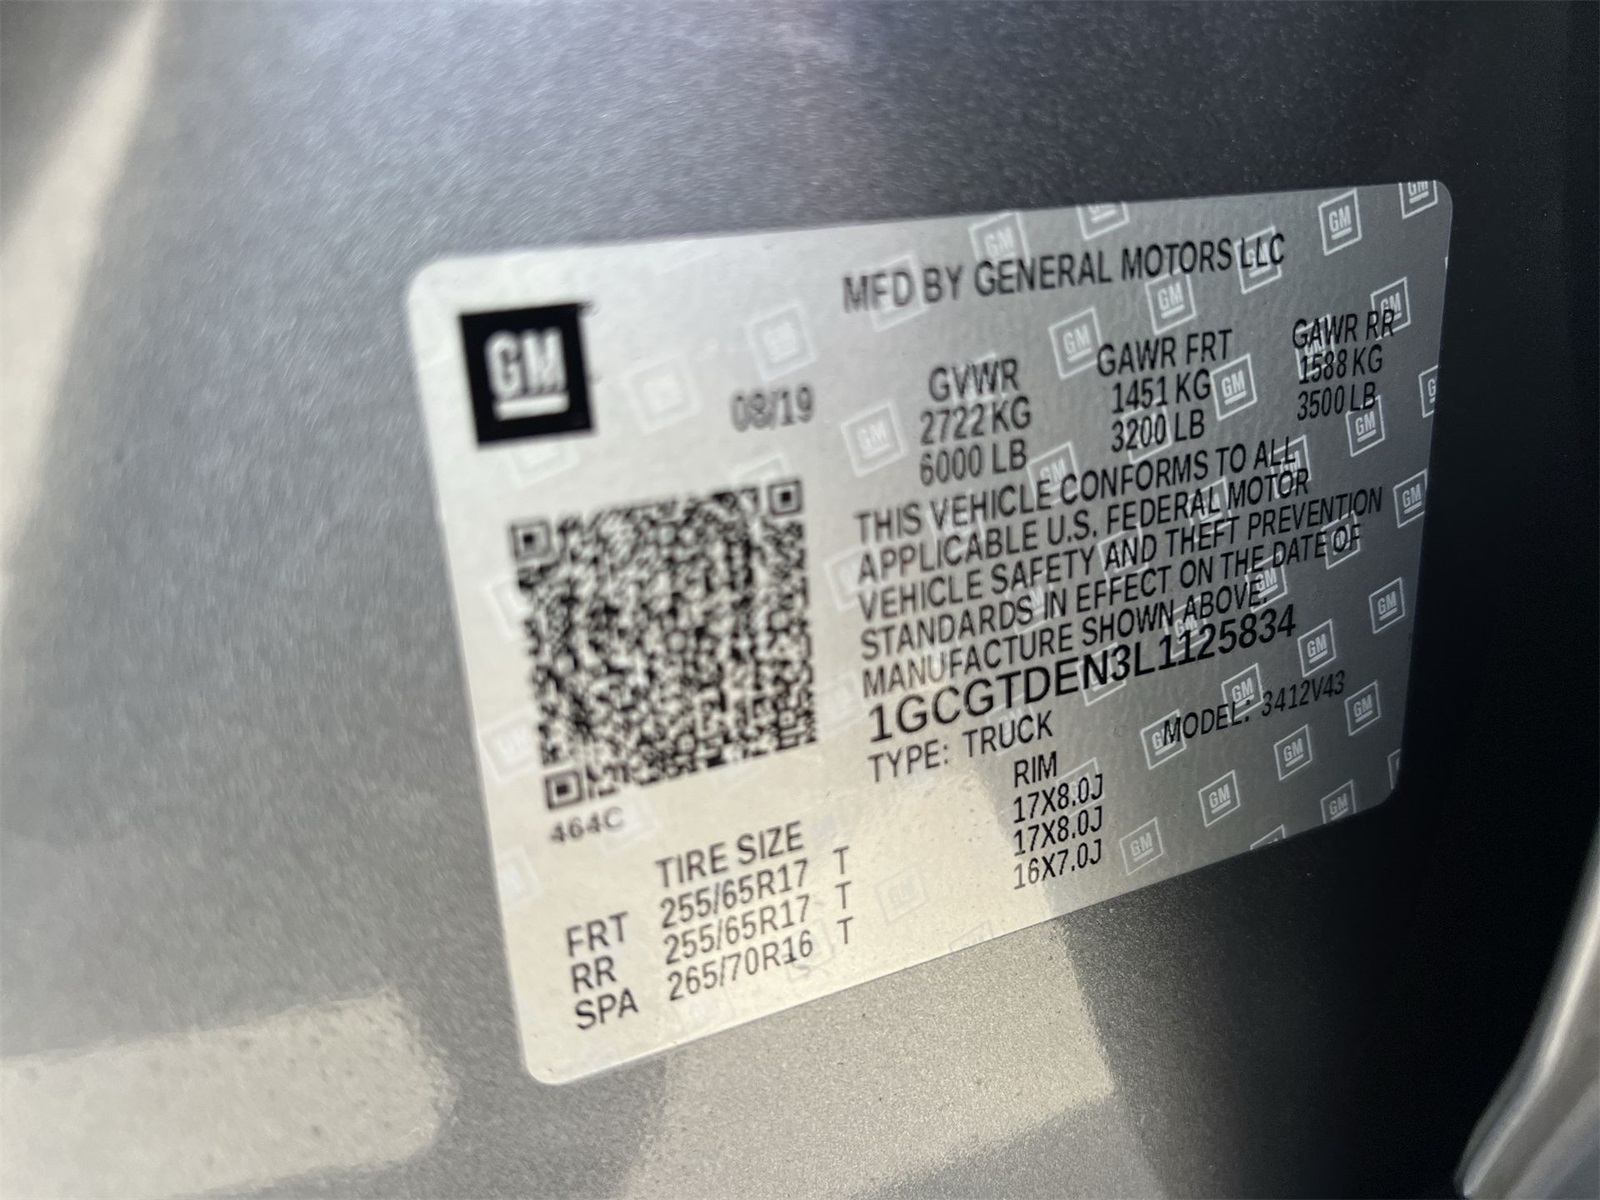 MFD BY GENERAL MOTORS LLC
GM
08/19
GVWR GAWR FRT GAWR RR
2722 KG 1451 KG 1588 KG
6000 LB 3200 LB 3500 LB
THIS VEHICLE CONFORMS TO ALL
APPLICABLE U.S. FEDERAL MOTOR
VEHICLE SAFETY AND THEFT PREVENTION
STANDARDS IN EFFECT ON THE DATE OF
MANUFACTURE SHOWN ABOVE.
1GCGTDEN3L1125834
TYPE: TRUCK MODEL: 3412V43
464C
TIRE SIZE RIM
FRT 255/65R17 T 17X8.0J
RR 255/65R17 T 17X8.0J
SPA 265/70R16 T 16X7.0J